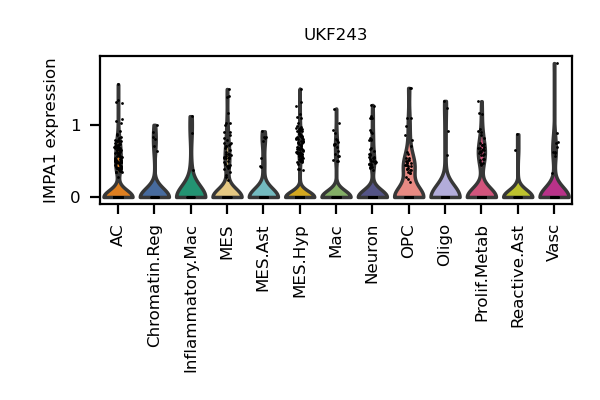 UKF243
IMPA1 expression
1
0
AC
Chromatin.Reg
Inflammatory.Mac
MES
MES.Ast
MES.Hyp
Mac
Neuron
OPC
Oligo
Prolif.Metab
Reactive.Ast
Vasc